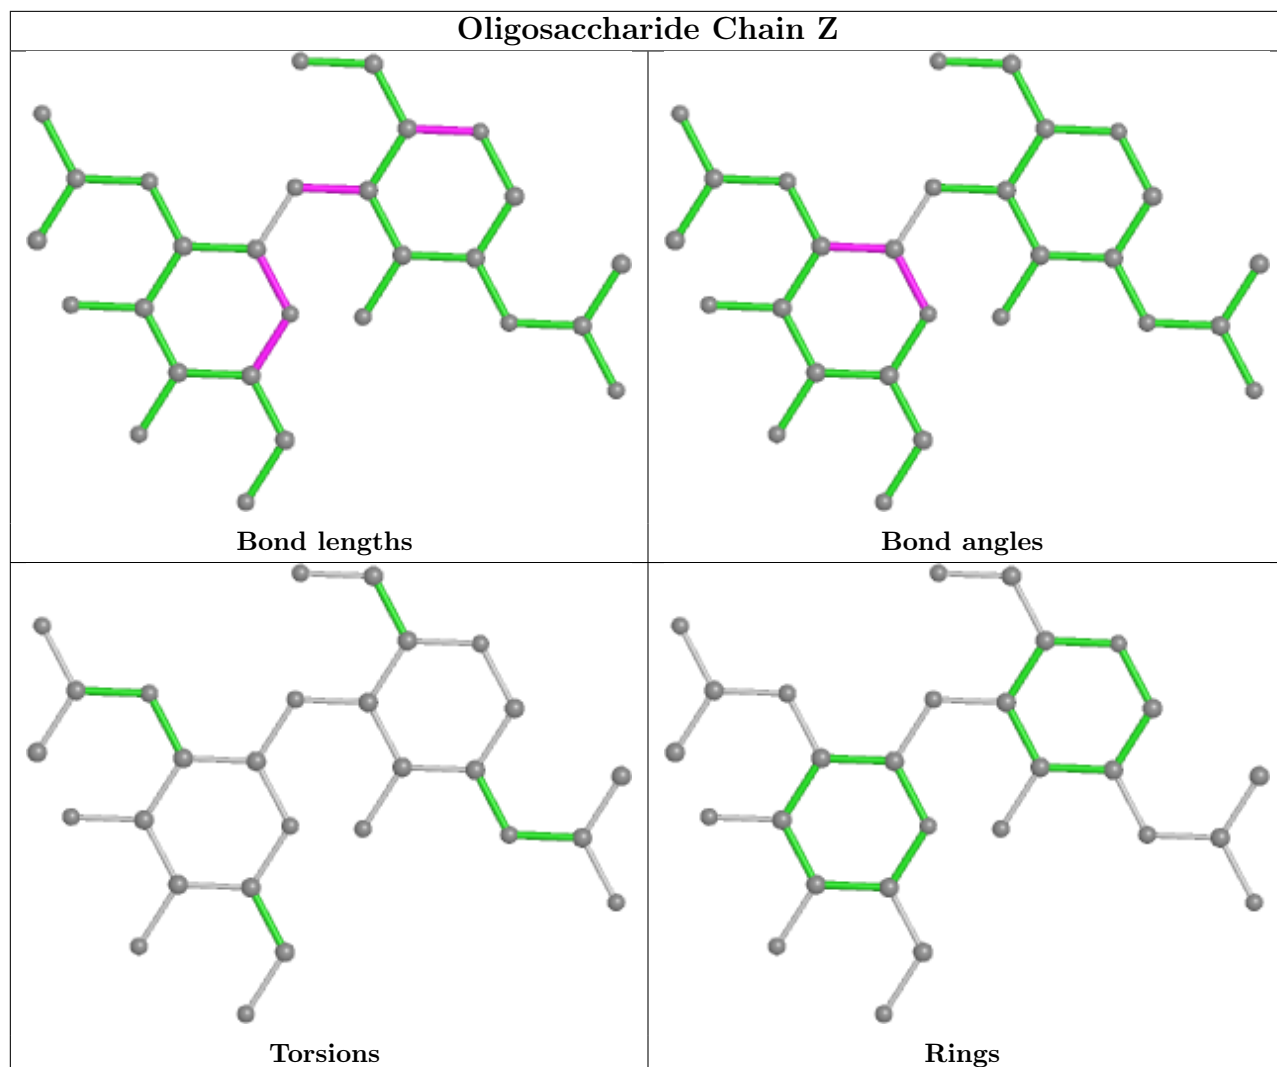 Oligosaccharide Chain Z
Bond lengths
Bond angles
Torsions
Rings